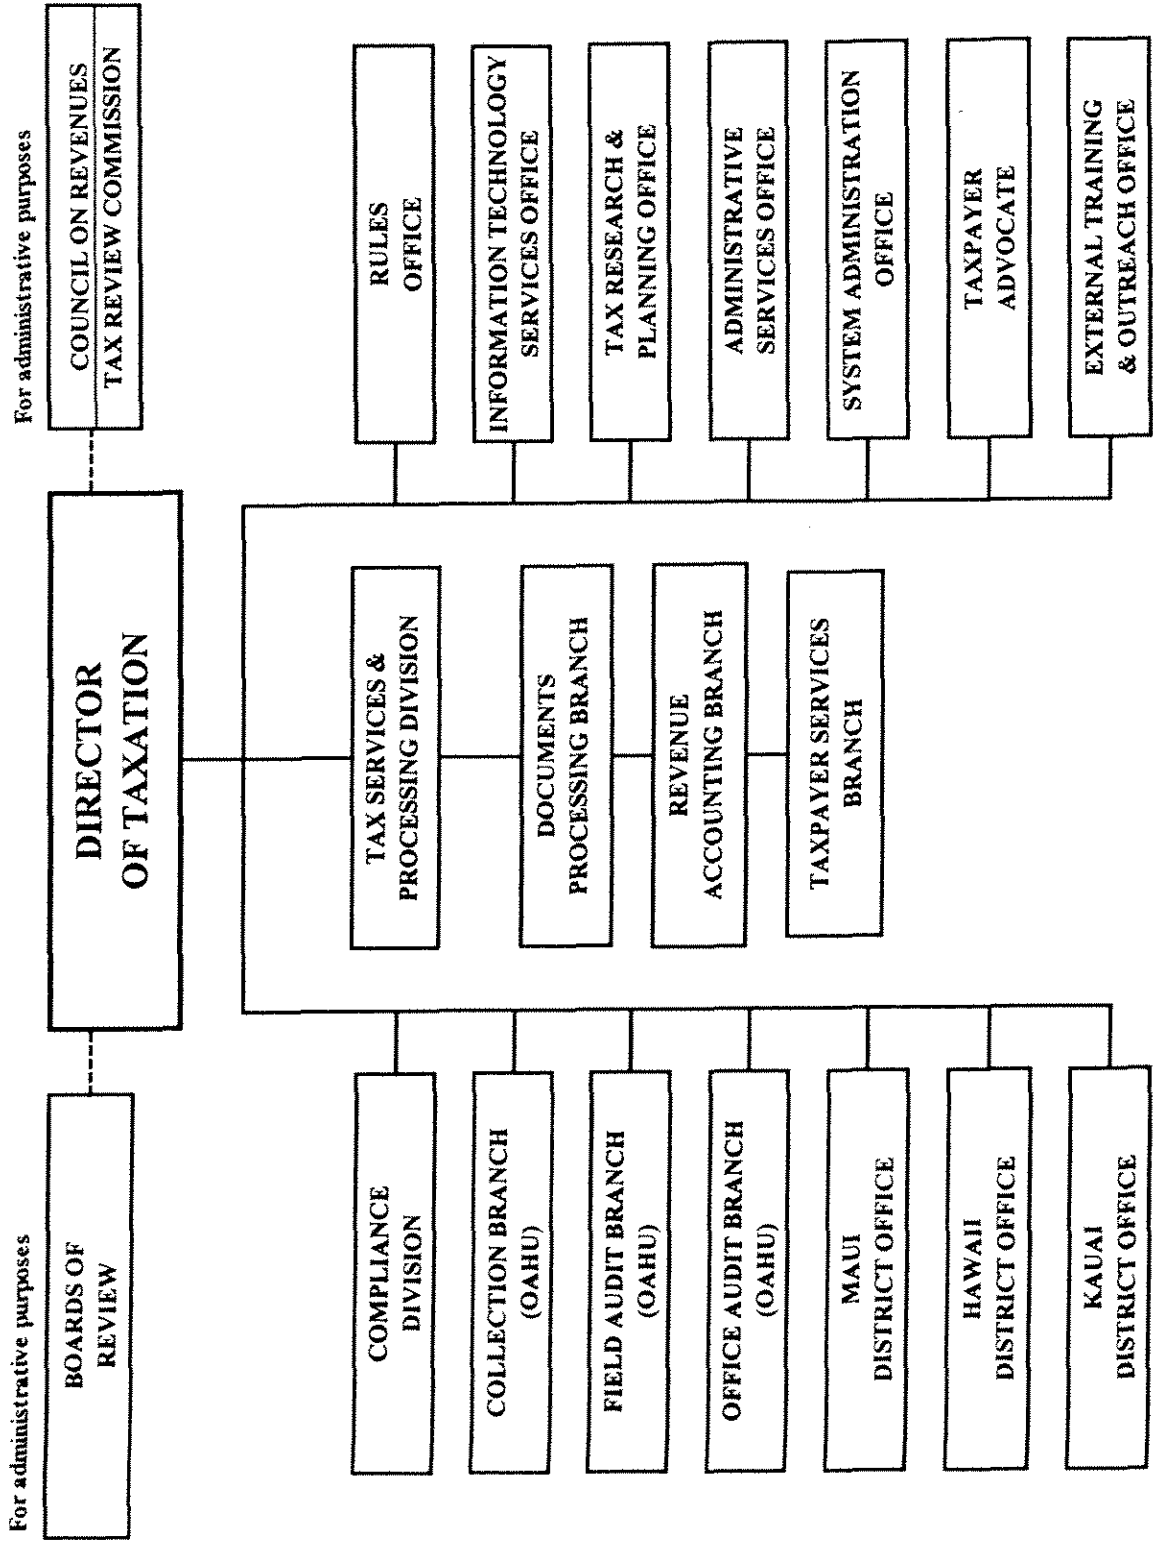 For administrative purposes
BOARDS OF
REVIEW
DIRECTOR
OF TAXATION
For administrative purposes
COUNCIL ON REVENUES
TAX REVIEW COMMISSION
COMPLIANCE
DIVISION
COLLECTION BRANCH
(OAHU)
FIELD AUDIT BRANCH
(OAHU)
OFFICE AUDIT BRANCH
(OAHU)
MAUI
DISTRICT OFFICE
HAWAII
DISTRICT OFFICE
KAUAI
DISTRICT OFFICE
TAX SERVICES &
PROCESSING DIVISION
DOCUMENTS
PROCESSING BRANCH
REVENUE
ACCOUNTING BRANCH
TAXPAYER SERVICES
BRANCH
RULES
OFFICE
INFORMATION TECHNOLOGY
SERVICES OFFICE
TAX RESEARCH &
PLANNING OFFICE
ADMINISTRATIVE
SERVICES OFFICE
SYSTEM ADMINISTRATION
OFFICE
TAXPAYER
ADVOCATE
EXTERNAL TRAINING
& OUTREACH OFFICE